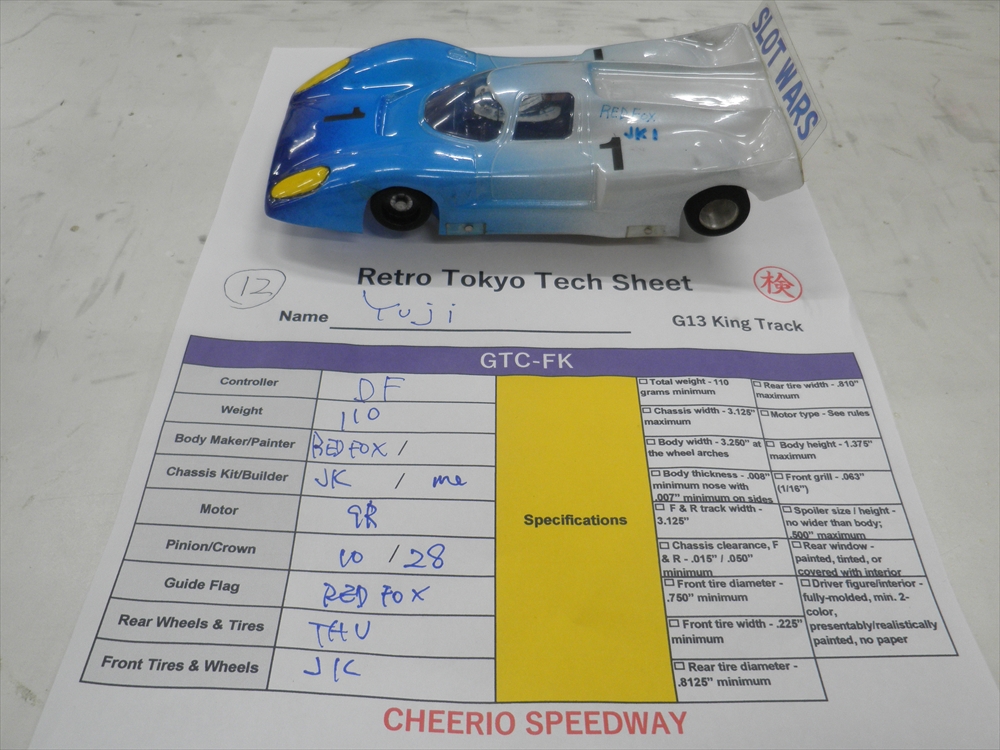 SLOT WARS
1
1
RED FOX
JK1
1
12
Retro Tokyo Tech Sheet
検
Name Yuji
G13 King Track
GTC-FK
Controller DF
Weight 110
Body Maker/Painter RED FOX /
Chassis Kit/Builder JK / me
Motor
Pinion/Crown 10 / 28
Guide Flag RED FOX
Rear Wheels & Tires THU
Front Tires & Wheels JK
Specifications
Total weight - 110
grams minimum
Chassis width - 3.125"
maximum
Body width - 3.250" at
the wheel arches
Body thickness - .008"
minimum nose with
.007" minimum on sides
F & R track width -
3.125"
Chassis clearance, F
& R - .015" / .050"
minimum
Front tire diameter -
.750" minimum
Front tire width - .225"
minimum
Rear tire diameter -
.8125" minimum
Rear tire width - .810"
maximum
Motor type - See rules
Body height - 1.375"
maximum
Front grill - .063"
(1/16")
Spoiler size / height -
no wider than body;
.500" maximum
Rear window -
painted, tinted, or
covered with interior
Driver figure/interior -
fully-molded, min. 2-
color,
presentably/realistically
painted, no paper
CHEERIO SPEEDWAY